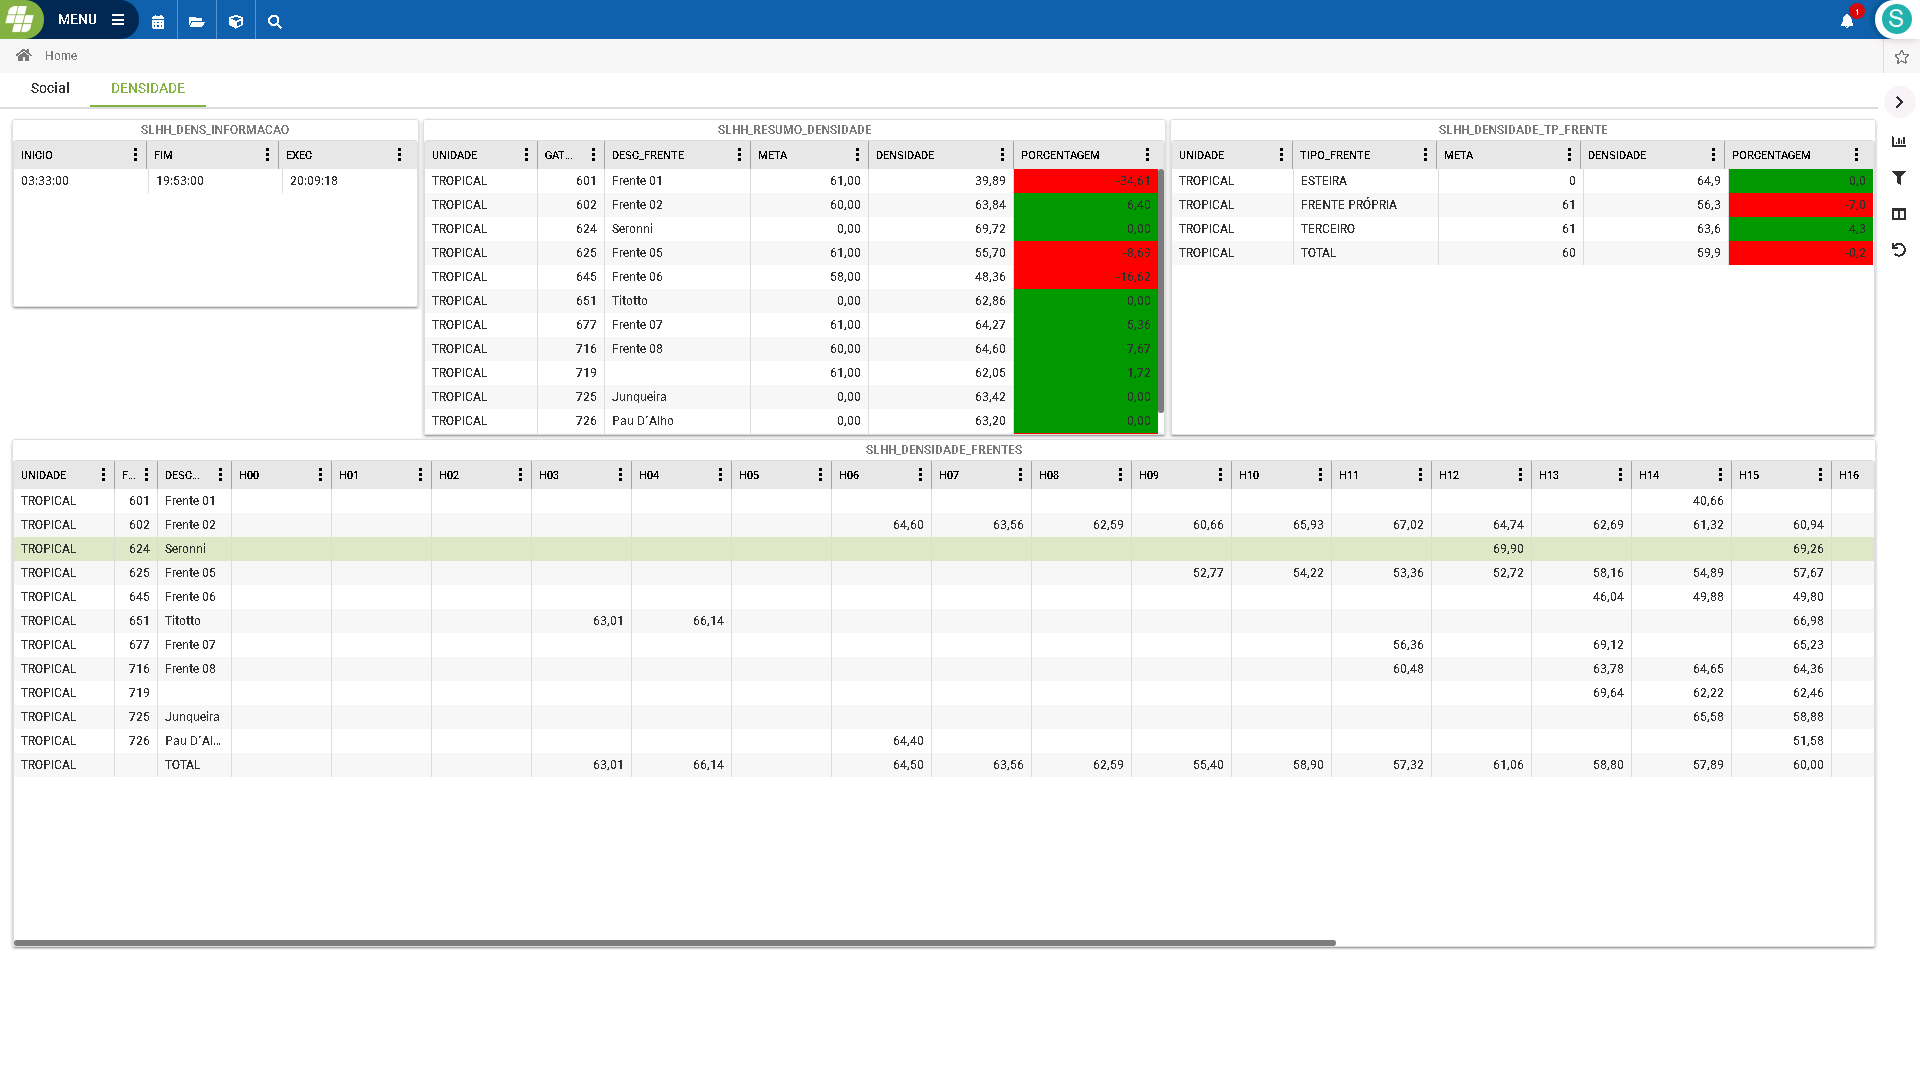 MENU
1
S
Home
Social DENSIDADE
SLHH_DENS_INFORMACAO
INICIO FIM EXEC
03:33:00 19:53:00 20:09:18
SLHH_RESUMO_DENSIDADE
UNIDADE GAT... DESC_FRENTE META DENSIDADE PORCENTAGEM
TROPICAL 601 Frente 01 61,00 39,89 -34,61
TROPICAL 602 Frente 02 60,00 63,84 6,40
TROPICAL 624 Seronni 0,00 69,72 0,00
TROPICAL 625 Frente 05 61,00 55,70 -8,69
TROPICAL 645 Frente 06 58,00 48,36 -16,62
TROPICAL 651 Titotto 0,00 62,86 0,00
TROPICAL 677 Frente 07 61,00 64,27 5,36
TROPICAL 716 Frente 08 60,00 64,60 7,67
TROPICAL 719 61,00 62,05 1,72
TROPICAL 725 Junqueira 0,00 63,42 0,00
TROPICAL 726 Pau D´Alho 0,00 63,20 0,00
SLHH_DENSIDADE_TP_FRENTE
UNIDADE TIPO_FRENTE META DENSIDADE PORCENTAGEM
TROPICAL ESTEIRA 0 64,9 0,0
TROPICAL FRENTE PRÓPRIA 61 56,3 -7,0
TROPICAL TERCEIRO 61 63,6 4,3
TROPICAL TOTAL 60 59,9 -0,2
SLHH_DENSIDADE_FRENTES
UNIDADE F... DESC... H00 H01 H02 H03 H04 H05 H06 H07 H08 H09 H10 H11 H12 H13 H14 H15 H16
TROPICAL 601 Frente 01 40,66
TROPICAL 602 Frente 02 64,60 63,56 62,59 60,66 65,93 67,02 64,74 62,69 61,32 60,94
TROPICAL 624 Seronni 69,90 69,26
TROPICAL 625 Frente 05 52,77 54,22 53,36 52,72 58,16 54,89 57,67
TROPICAL 645 Frente 06 46,04 49,88 49,80
TROPICAL 651 Titotto 63,01 66,14 66,98
TROPICAL 677 Frente 07 56,36 69,12 65,23
TROPICAL 716 Frente 08 60,48 63,78 64,65 64,36
TROPICAL 719 69,64 62,22 62,46
TROPICAL 725 Junqueira 65,58 58,88
TROPICAL 726 Pau D´Al... 64,40 51,58
TROPICAL TOTAL 63,01 66,14 64,50 63,56 62,59 55,40 58,90 57,32 61,06 58,80 57,89 60,00